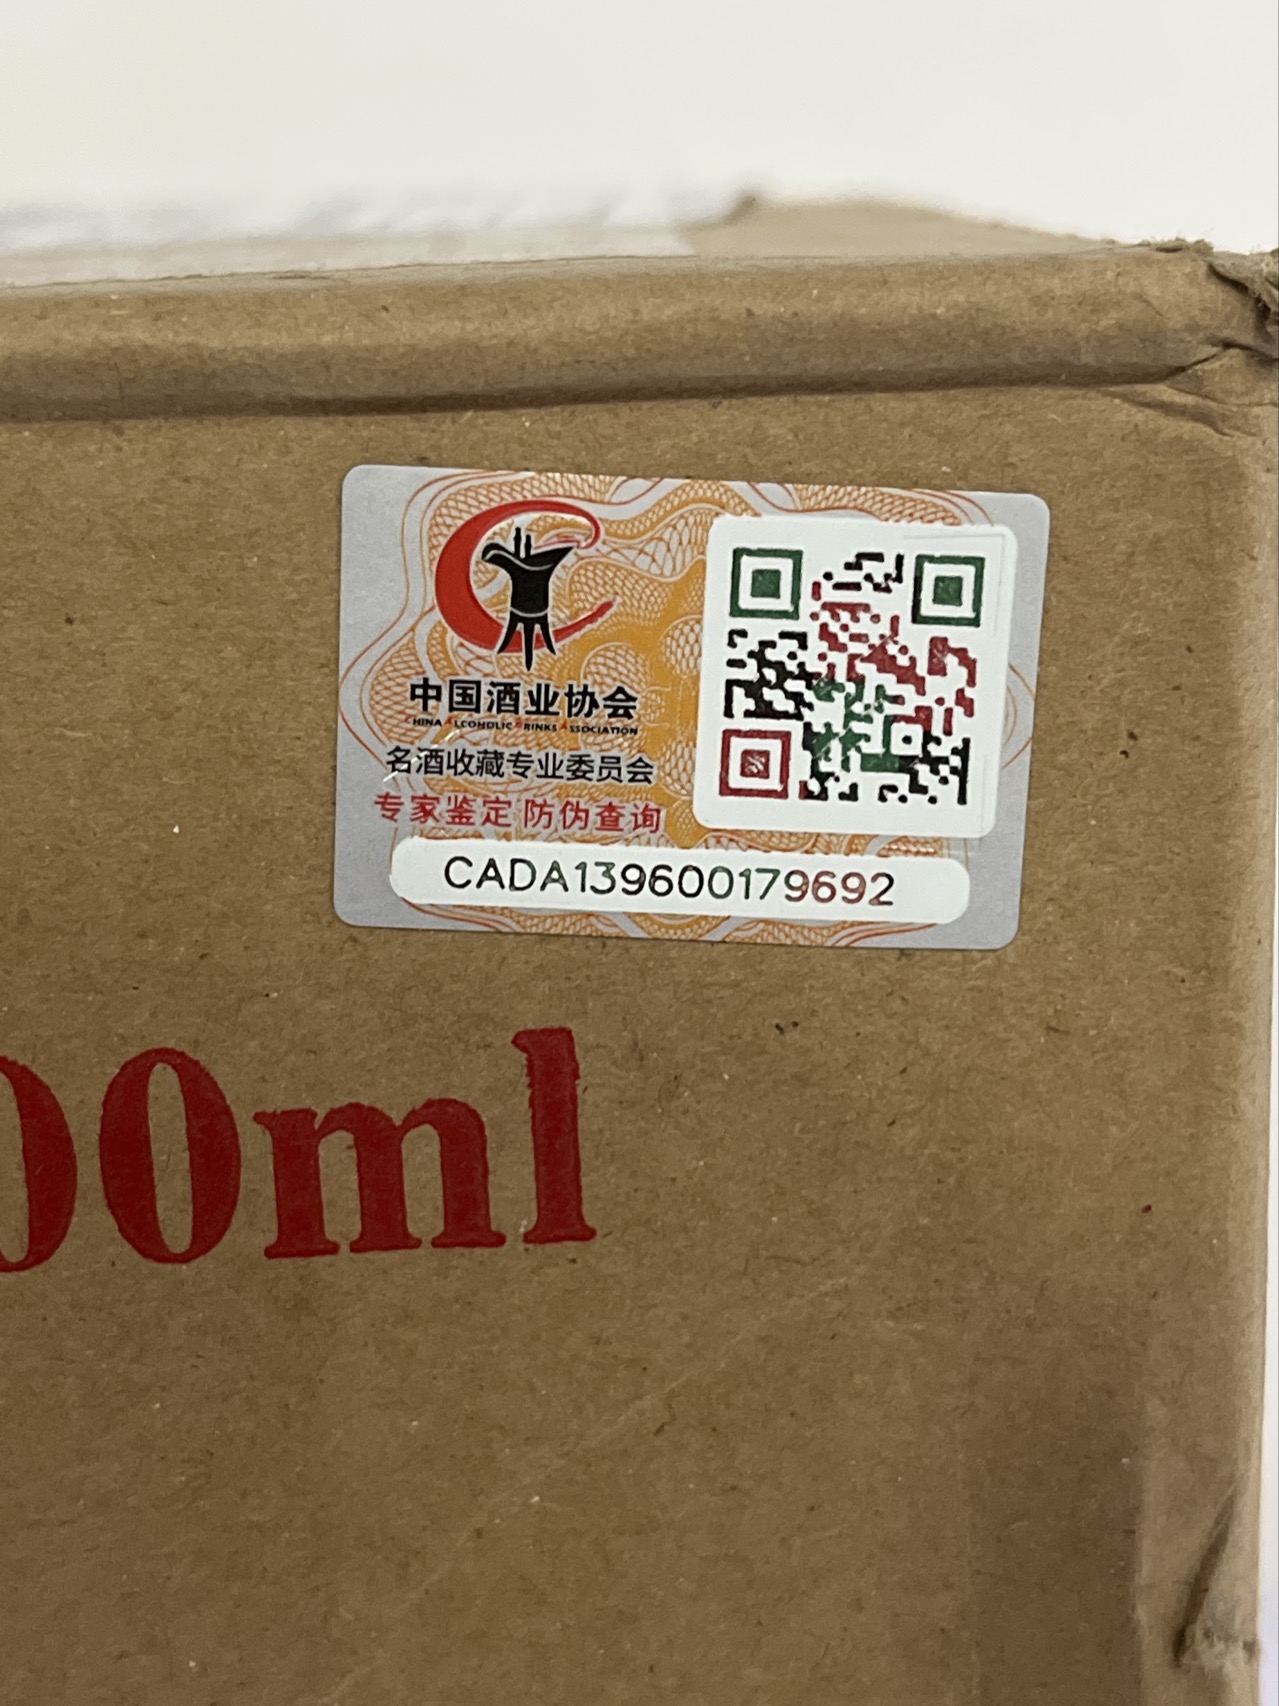 中国酒业协会
CHINA ALCOHOLIC DRINKS ASSOCIATION
名酒收藏专业委员会
专家鉴定 防伪查询
CADA139600179692
00ml